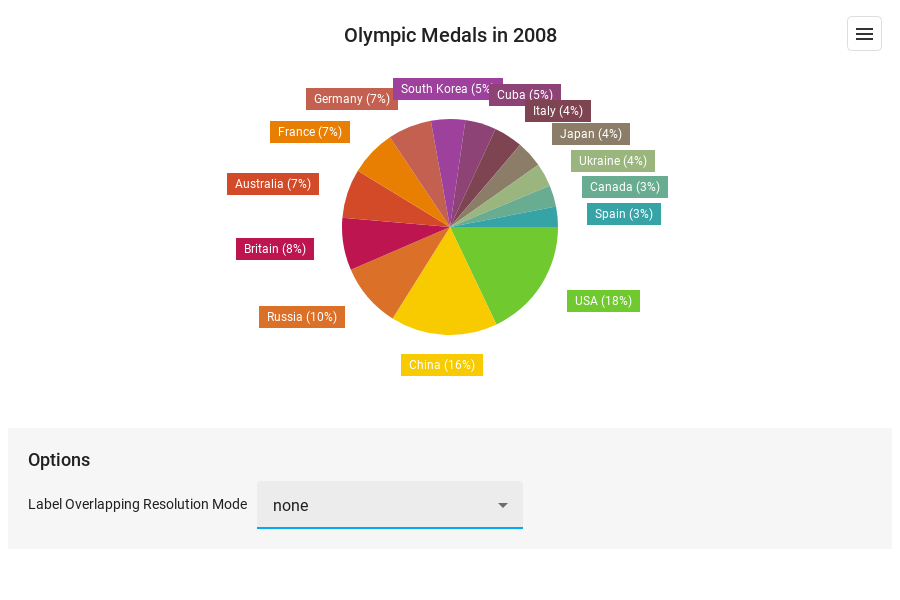 Olympic Medals in 2008
South Korea (5%
Cuba (5%)
Germany (7%)
Italy (4%)
France (7%)
Japan (4%)
Ukraine (4%)
Australia (7%)
Canada (3%)
Spain (3%)
Britain (8%)
USA (18%)
Russia (10%)
China (16%)
Options
Label Overlapping Resolution Mode
none